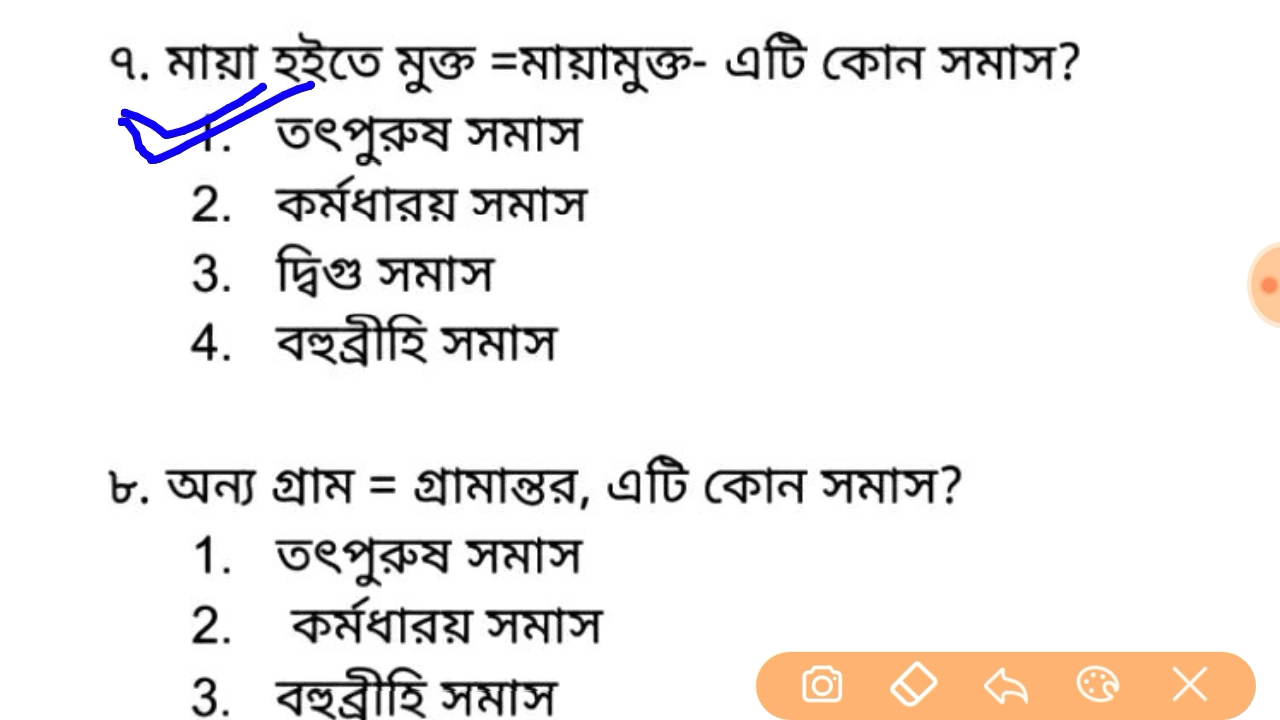 ৭. মায়া হইতে মুক্ত =মায়ামুক্ত- এটি কোন সমাস?
1. তৎপুরুষ সমাস
2. কর্মধারয় সমাস
3. দ্বিগু সমাস
4. বহুব্রীহি সমাস
৮. অন্য গ্রাম = গ্রামান্তর, এটি কোন সমাস?
1. তৎপুরুষ সমাস
2. কর্মধারয় সমাস
3. বহুব্রীহি সমাস